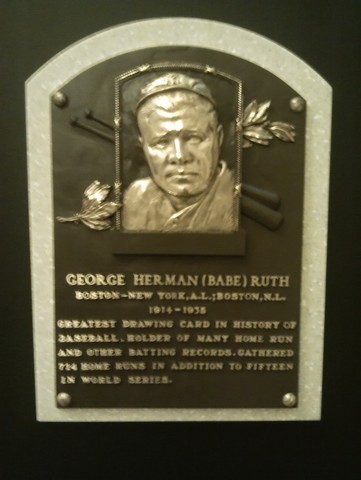 GEORGE HERMAN (BABE) RUTH
BOSTON-NEW YORK, A.L.; BOSTON, N.L.
1914-1935
GREATEST DRAWING CARD IN HISTORY OF
BASEBALL. HOLDER OF MANY HOME RUN
AND OTHER BATTING RECORDS. GATHERED
714 HOME RUNS IN ADDITION TO FIFTEEN
IN WORLD SERIES.